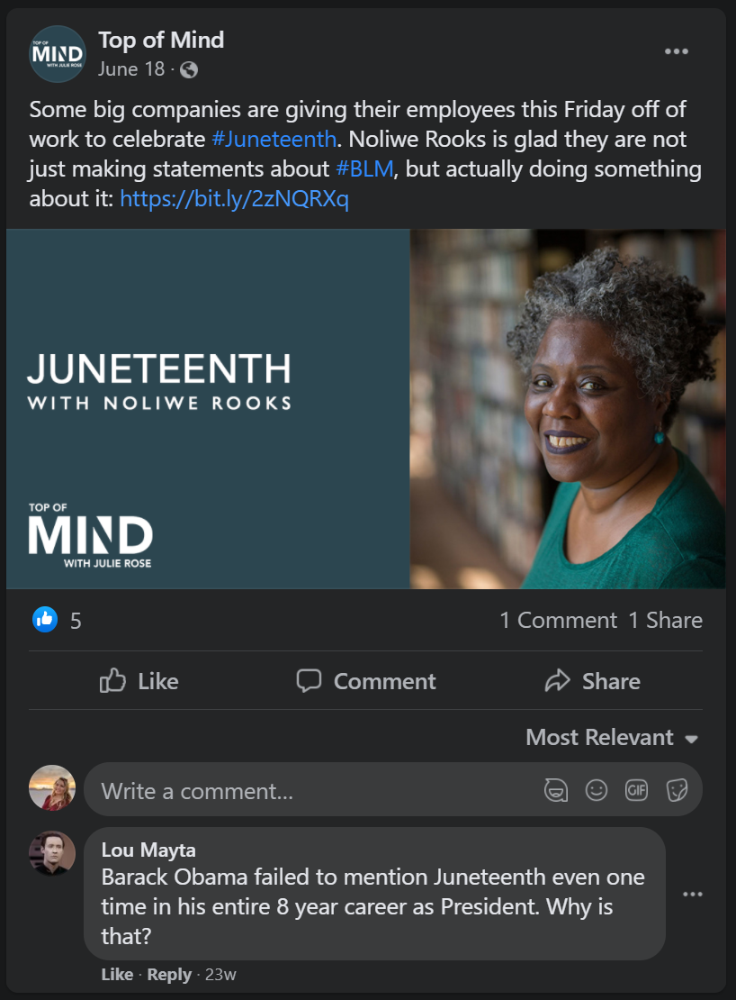 TOP OF
MIND
WITH JULIE ROSE
Top of Mind
June 18 ·
Some big companies are giving their employees this Friday off of
work to celebrate #Juneteenth. Noliwe Rooks is glad they are not
just making statements about #BLM, but actually doing something
about it: https://bit.ly/2zNQRXq
JUNETEENTH
WITH NOLIWE ROOKS
TOP OF
MIND
WITH JULIE ROSE
5
1 Comment 1 Share
Like Comment Share
Most Relevant
Write a comment...
GIF
Lou Mayta
Barack Obama failed to mention Juneteenth even one
time in his entire 8 year career as President. Why is
that?
Like · Reply · 23w